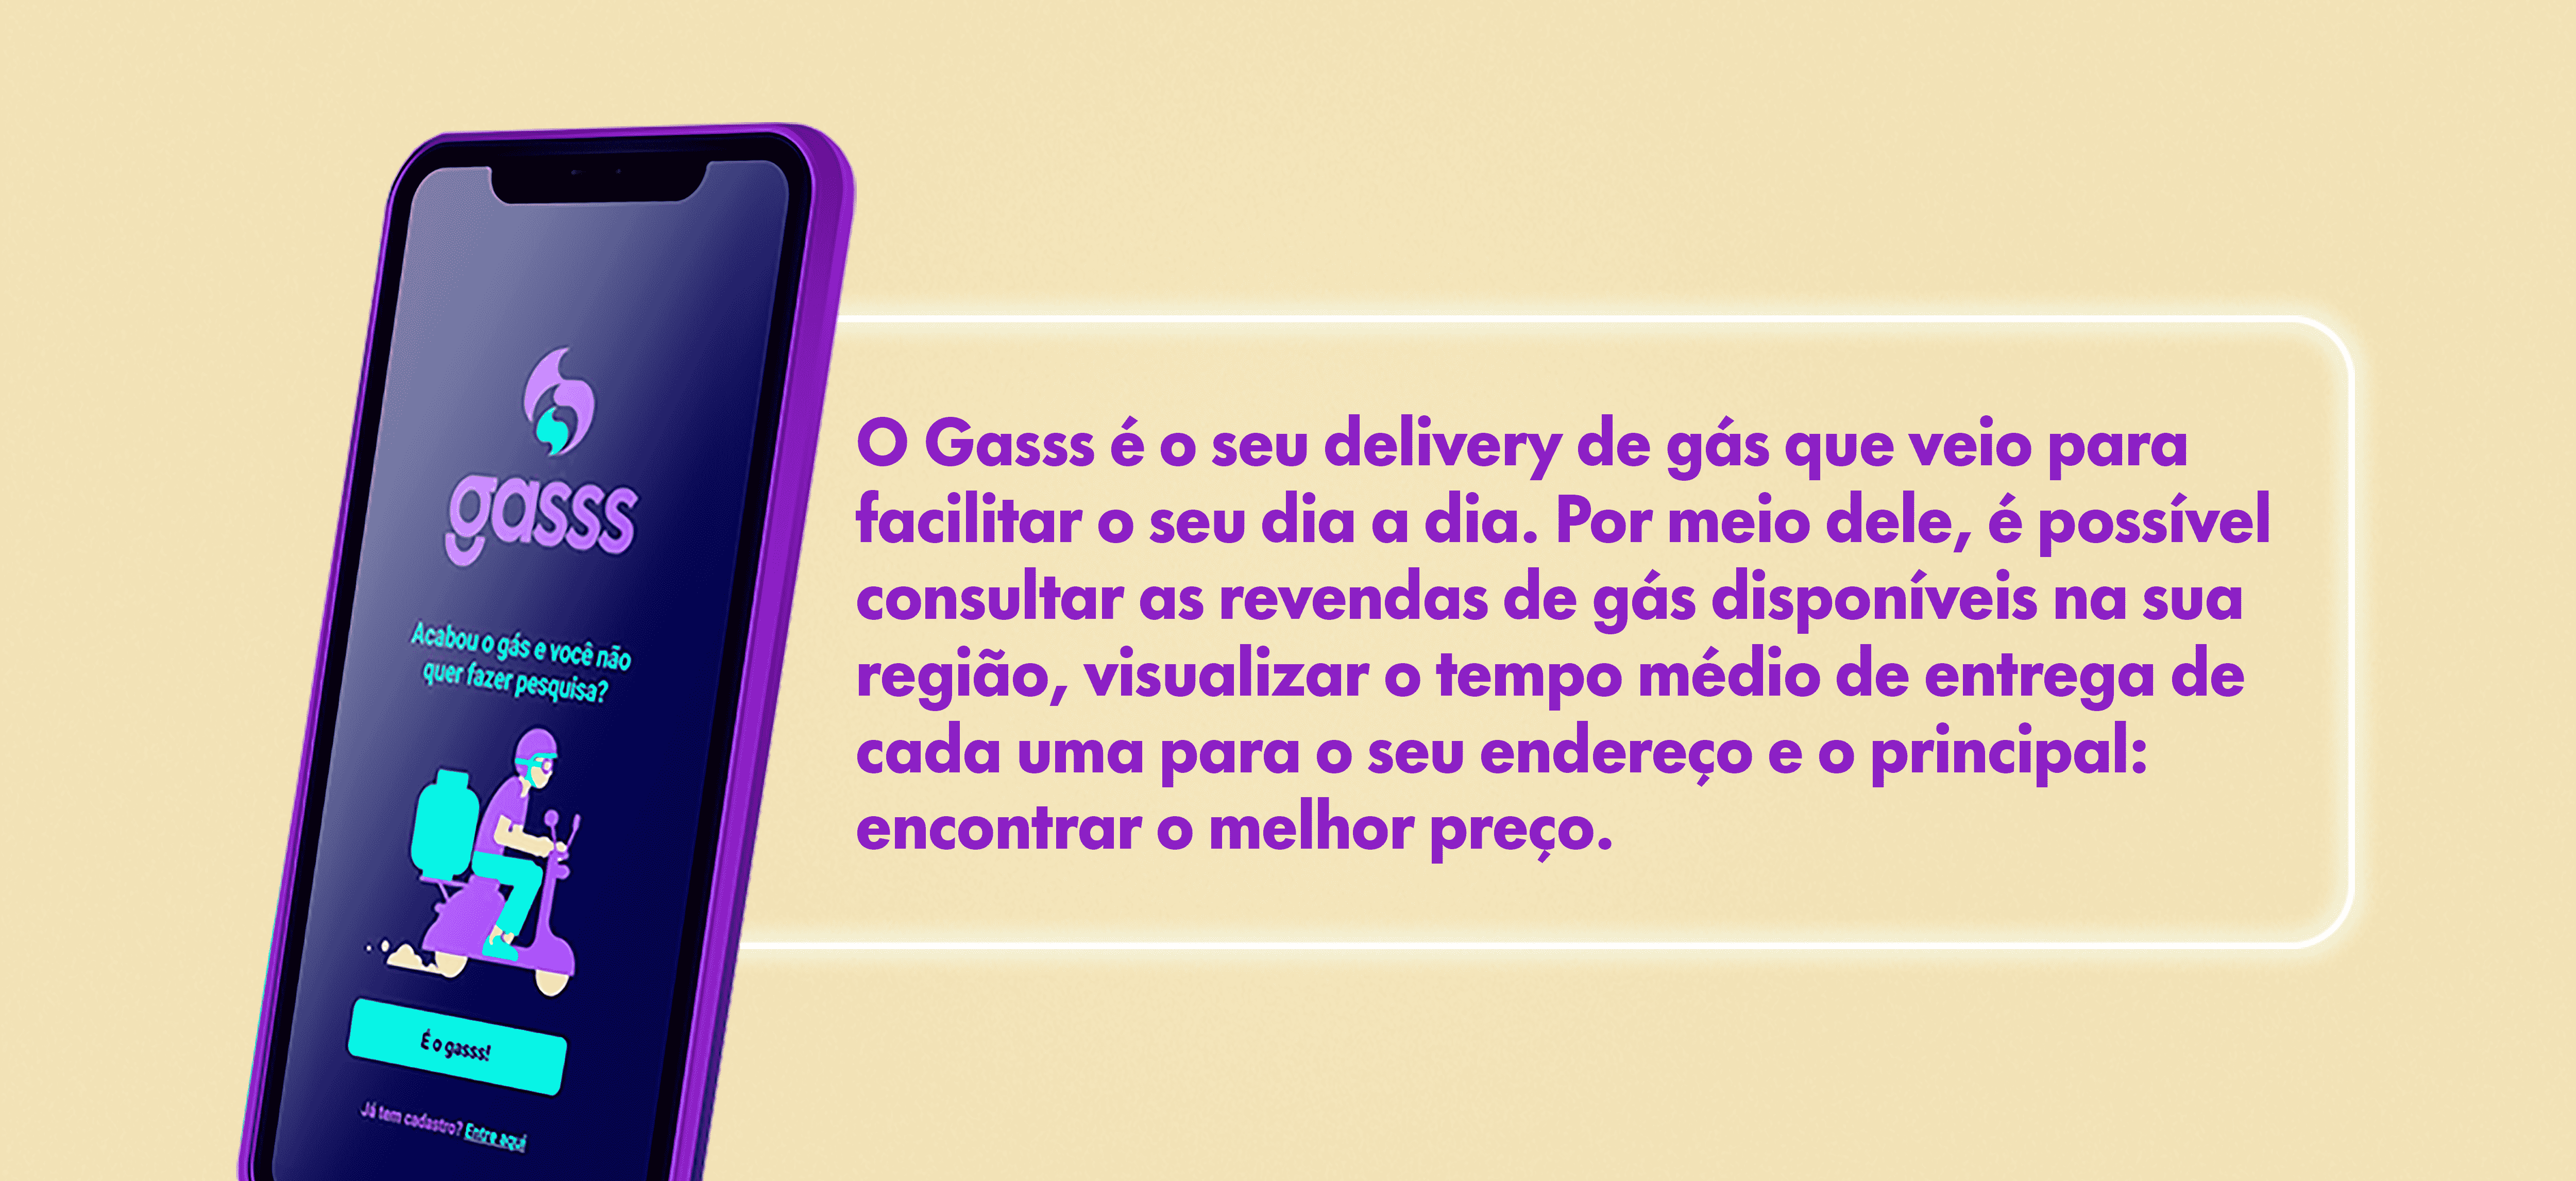 gasss
Acabou o gás e você não
quer fazer pesquisa?
É o gasss!
Já tem cadastro? Entre aqui
O Gasss é o seu delivery de gás que veio para
facilitar o seu dia a dia. Por meio dele, é possível
consultar as revendas de gás disponíveis na sua
região, visualizar o tempo médio de entrega de
cada uma para o seu endereço e o principal:
encontrar o melhor preço.